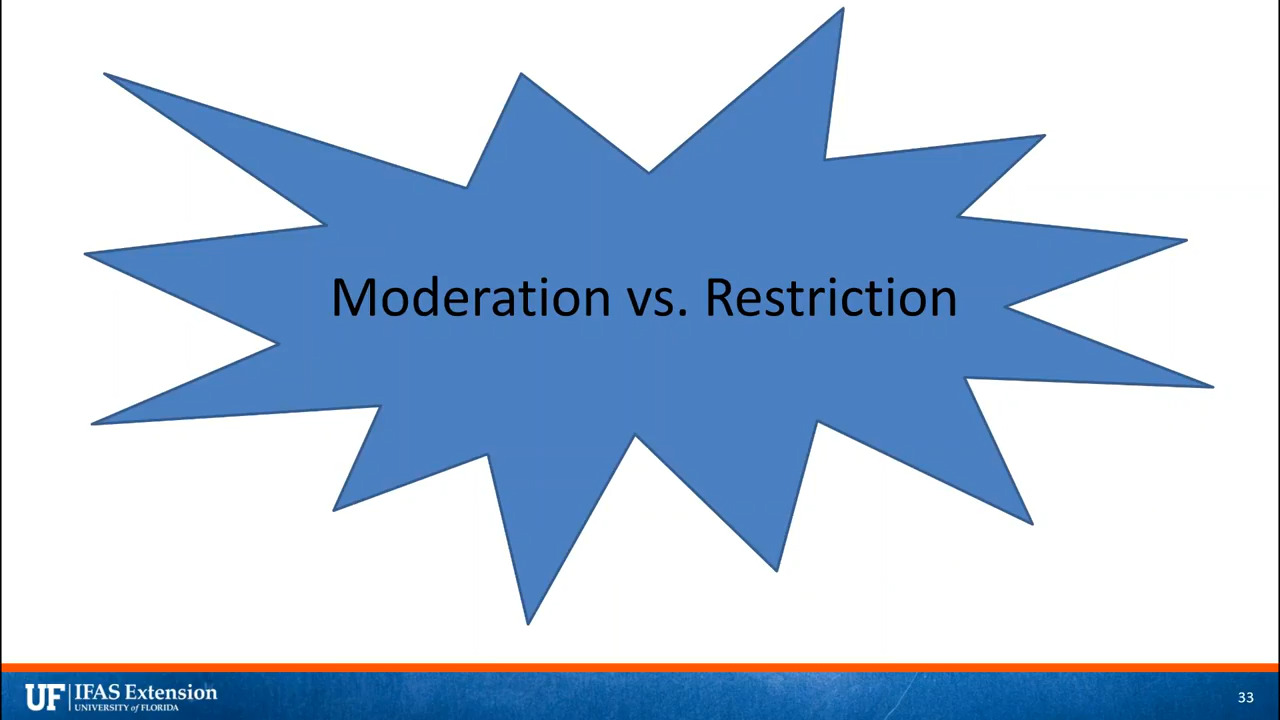 Moderation vs. Restriction
UF IFAS Extension
UNIVERSITY of FLORIDA
33